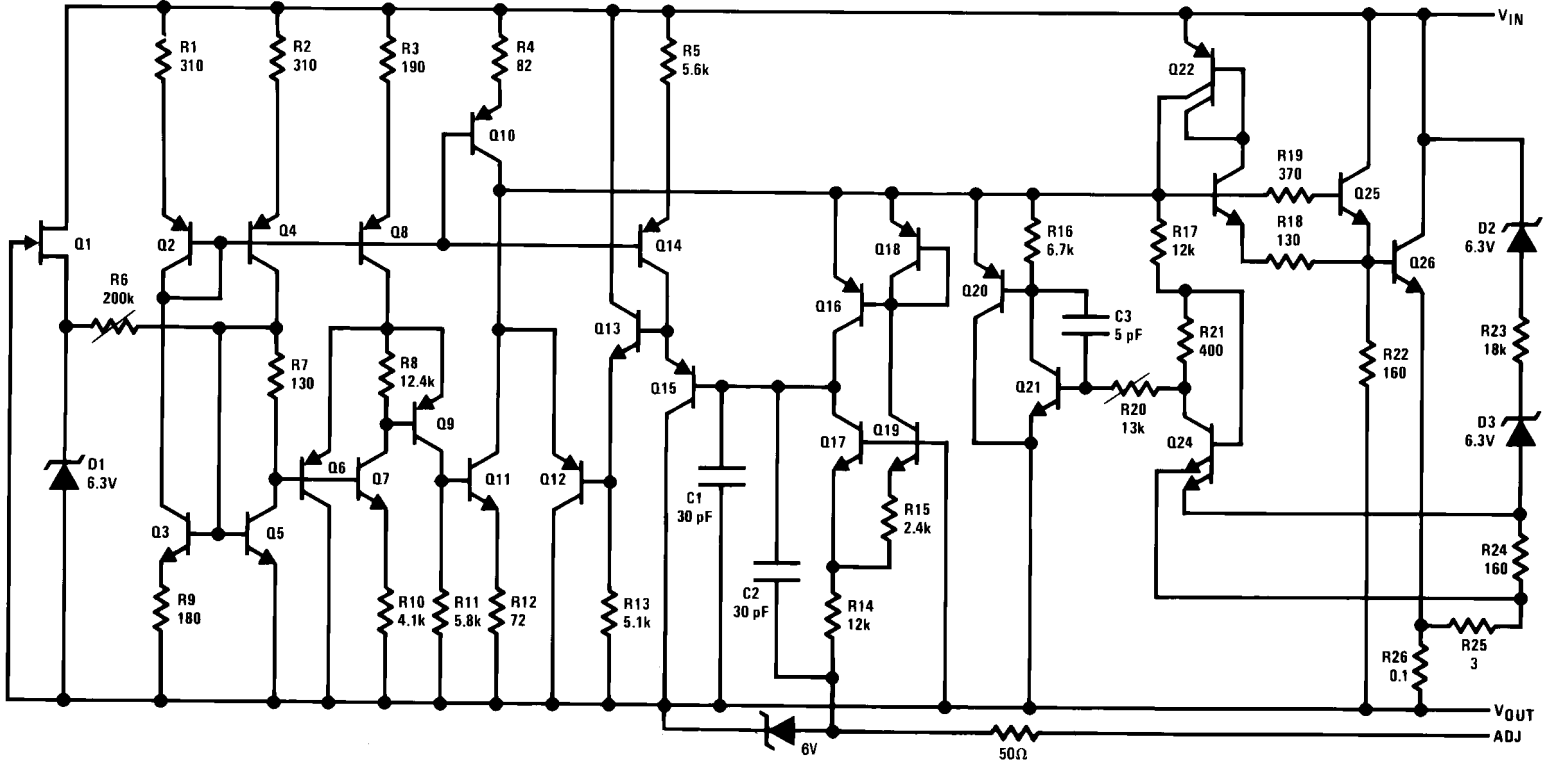 VIN
R1
310
R2
310
R3
190
R4
82
R5
5.6k
Q22
Q10
R19
370
Q25
Q1
Q2
Q4
Q8
Q14
Q18
R16
6.7k
R17
12k
R18
130
Q26
D2
6.3V
R6
200k
Q16
Q20
C3
5 pF
Q13
R7
130
R8
12.4k
Q15
Q21
R20
13k
R21
400
R22
160
R23
18k
Q9
Q17
Q19
Q24
D3
6.3V
D1
6.3V
Q6
Q7
Q11
Q12
C1
30 pF
R15
2.4k
Q3
Q5
R24
160
R9
180
R10
4.1k
R11
5.8k
R12
72
R13
5.1k
C2
30 pF
R14
12k
R25
3
R26
0.1
VOUT
6V
50Ω
ADJ